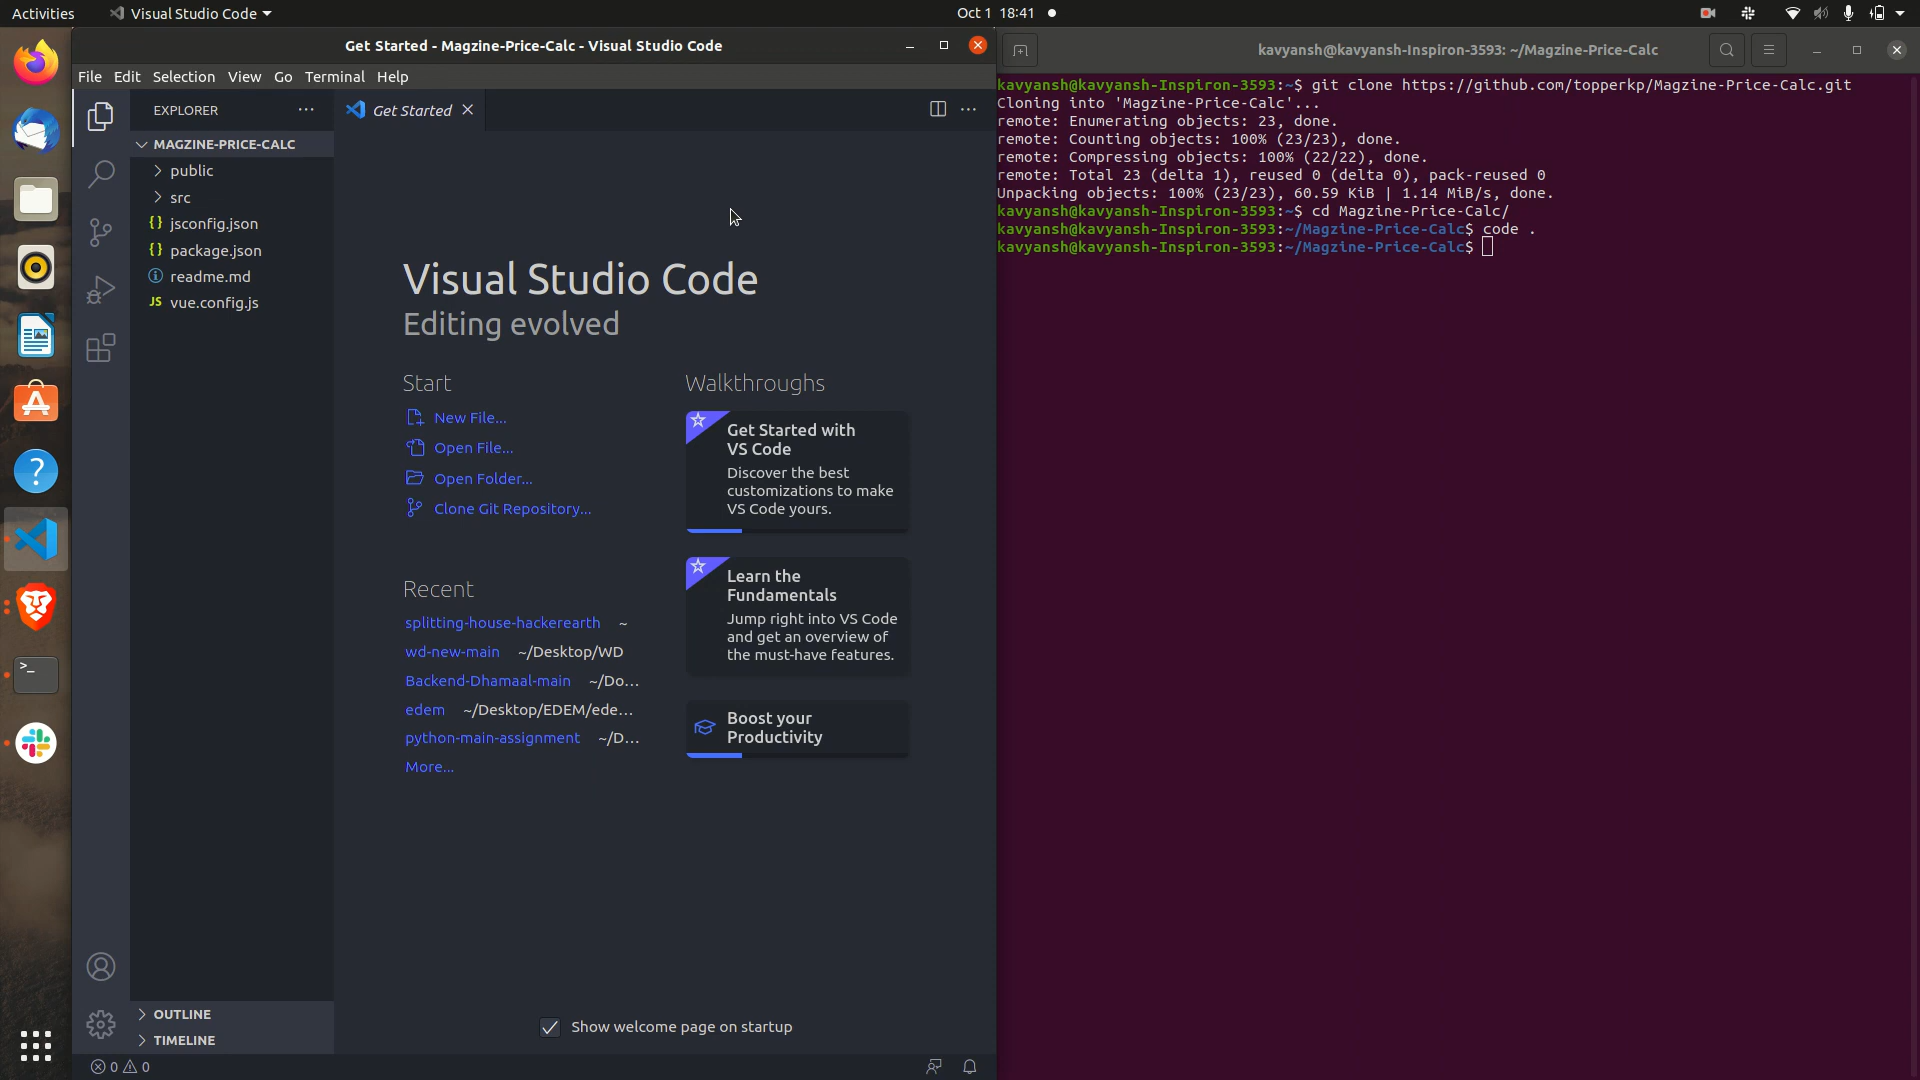 Activities
Visual Studio Code
Oct 1 18:41
Get Started - Magzine-Price-Calc - Visual Studio Code
File Edit Selection View Go Terminal Help
EXPLORER
Get Started
MAGZINE-PRICE-CALC
public
src
jsconfig.json
package.json
readme.md
JS vue.config.js
Visual Studio Code
Editing evolved
Start
New File...
Open File...
Open Folder...
Clone Git Repository...
Recent
splitting-house-hackerearth ~
wd-new-main ~/Desktop/WD
Backend-Dhamaal-main ~/Do...
edem ~/Desktop/EDEM/ede...
python-main-assignment ~/D...
More...
Walkthroughs
Get Started with
VS Code
Discover the best
customizations to make
VS Code yours.
Learn the
Fundamentals
Jump right into VS Code
and get an overview of
the must-have features.
Boost your
Productivity
Show welcome page on startup
OUTLINE
TIMELINE
0 0
kavyansh@kavyansh-Inspiron-3593: ~/Magzine-Price-Calc
kavyansh@kavyansh-Inspiron-3593:~$ git clone https://github.com/topperkp/Magzine-Price-Calc.git
Cloning into 'Magzine-Price-Calc'...
remote: Enumerating objects: 23, done.
remote: Counting objects: 100% (23/23), done.
remote: Compressing objects: 100% (22/22), done.
remote: Total 23 (delta 1), reused 0 (delta 0), pack-reused 0
Unpacking objects: 100% (23/23), 60.59 KiB | 1.14 MiB/s, done.
kavyansh@kavyansh-Inspiron-3593:~$ cd Magzine-Price-Calc/
kavyansh@kavyansh-Inspiron-3593:~/Magzine-Price-Calc$ code .
kavyansh@kavyansh-Inspiron-3593:~/Magzine-Price-Calc$